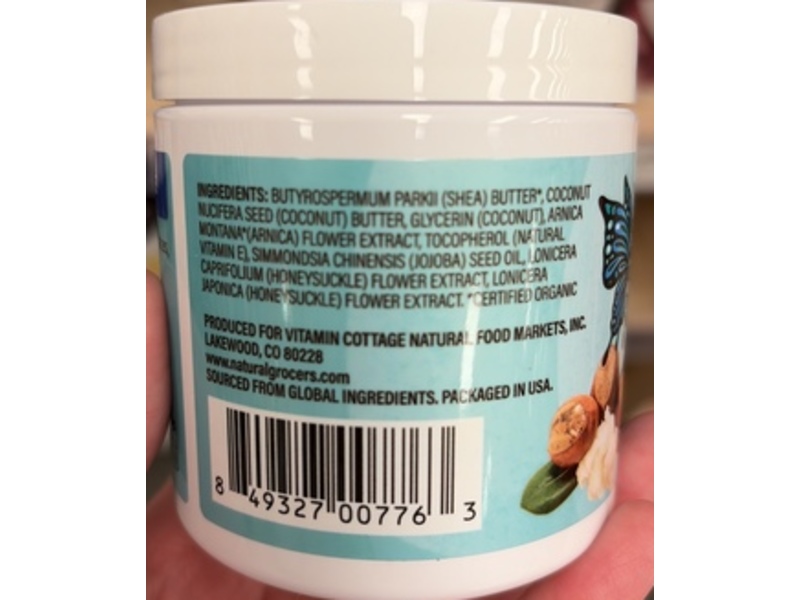 INGREDIENTS: BUTYROSPERMUM PARKII (SHEA) BUTTER*, COCONUT
NUCIFERA SEED (COCONUT) BUTTER, GLYCERIN (COCONUT), ARNICA
MONTANA*(ARNICA) FLOWER EXTRACT, TOCOPHEROL (NATURAL
VITAMIN E), SIMMONDSIA CHINENSIS (JOJOBA) SEED OIL, LONICERA
CAPRIFOLIUM (HONEYSUCKLE) FLOWER EXTRACT, LONICERA
JAPONICA (HONEYSUCKLE) FLOWER EXTRACT. *CERTIFIED ORGANIC
PRODUCED FOR VITAMIN COTTAGE NATURAL FOOD MARKETS, INC.
LAKEWOOD, CO 80228
www.naturalgrocers.com
SOURCED FROM GLOBAL INGREDIENTS. PACKAGED IN USA.
8 49327 00776 3